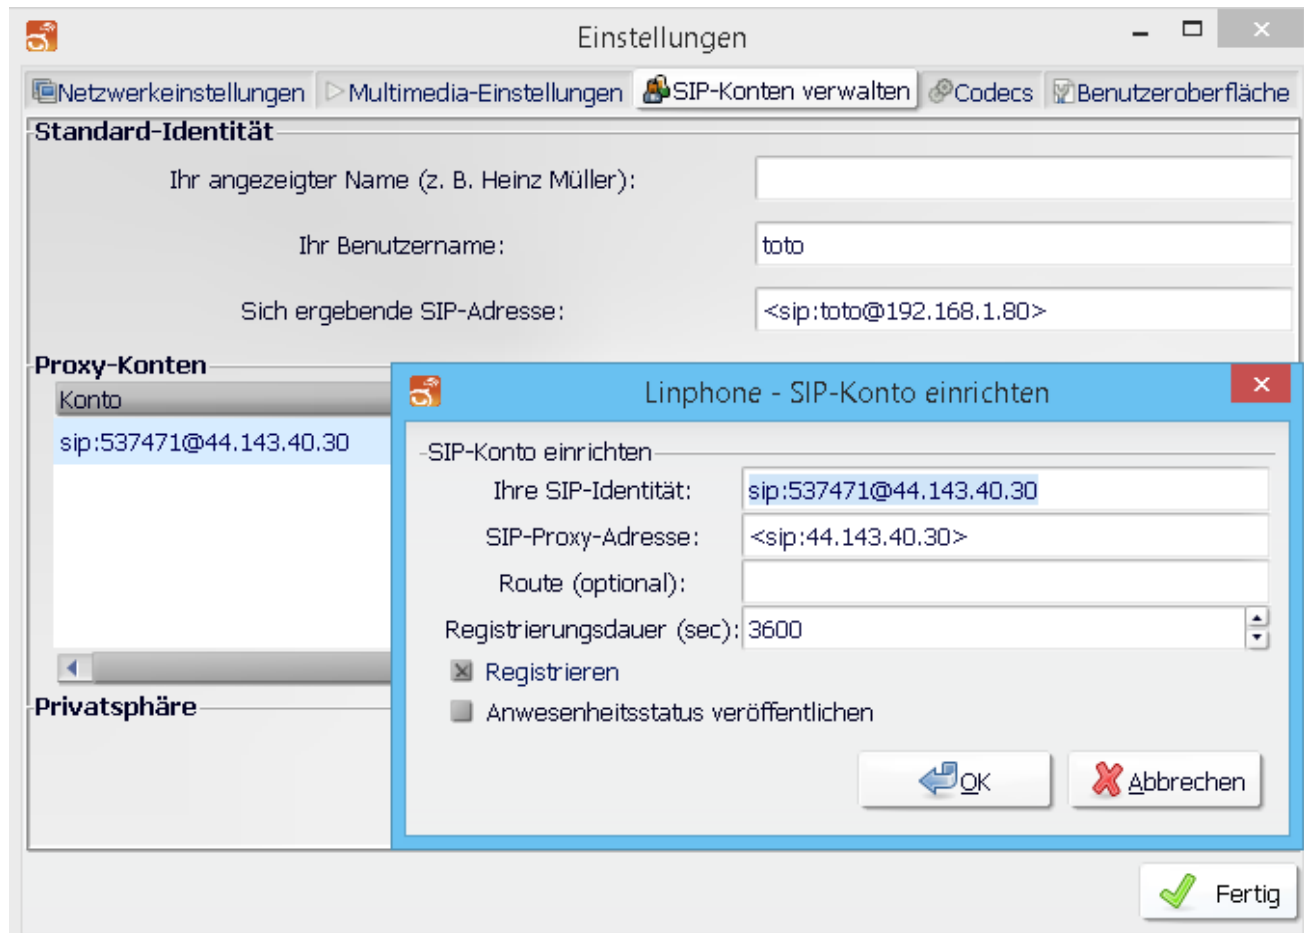 Einstellungen
Netzwerkeinstellungen Multimedia-Einstellungen SIP-Konten verwalten Codecs Benutzeroberfläche
Standard-Identität
Ihr angezeigter Name (z. B. Heinz Müller):
Ihr Benutzername: toto
Sich ergebende SIP-Adresse: <sip:toto@192.168.1.80>
Proxy-Konten
Konto
sip:537471@44.143.40.30
Linphone - SIP-Konto einrichten
SIP-Konto einrichten
Ihre SIP-Identität: sip:537471@44.143.40.30
SIP-Proxy-Adresse: <sip:44.143.40.30>
Route (optional):
Registrierungsdauer (sec): 3600
Registrieren
Anwesenheitsstatus veröffentlichen
OK Abbrechen
Privatsphäre
Fertig